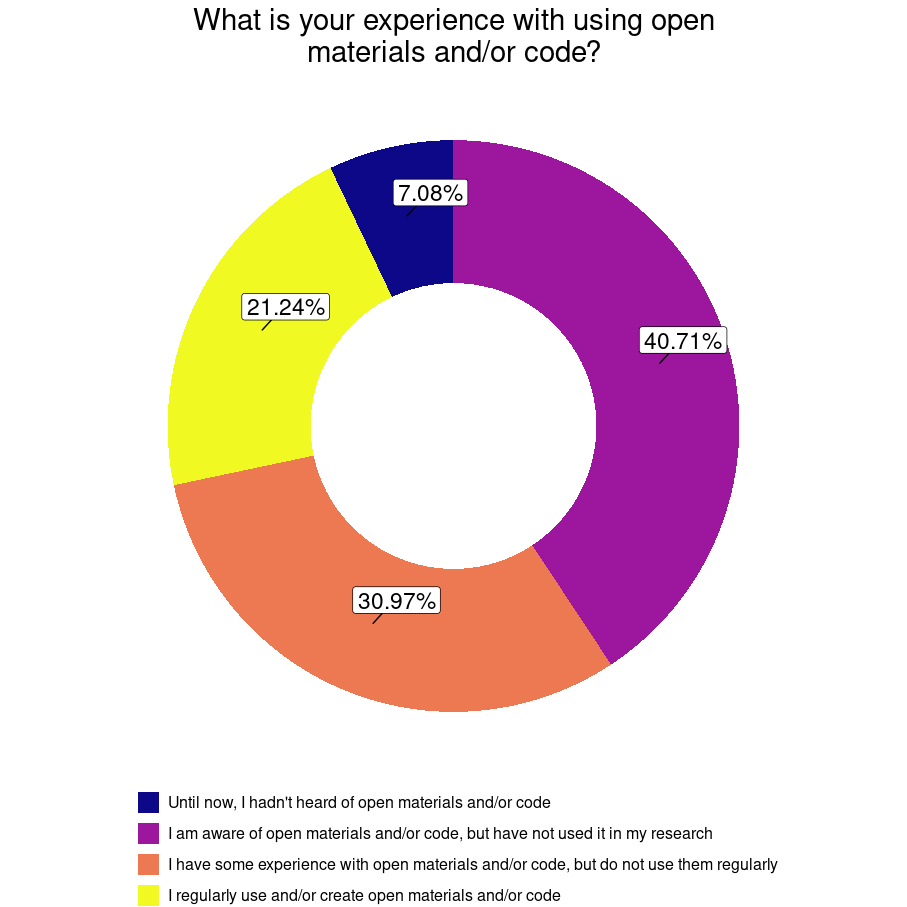 What is your experience with using open
materials and/or code?
7.08%
21.24%
40.71%
30.97%
Until now, I hadn't heard of open materials and/or code
I am aware of open materials and/or code, but have not used it in my research
I have some experience with open materials and/or code, but do not use them regularly
I regularly use and/or create open materials and/or code